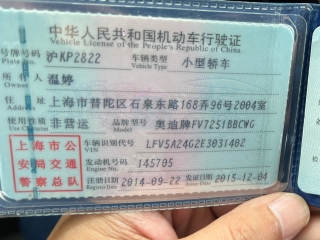 中华人民共和国机动车行驶证
Vehicle License of the People's Republic of China
号牌号码 沪KP2822 车辆类型 小型轿车
Plate No. Vehicle Type
所有人 温婷
Owner
住址 上海市普陀区石泉东路168弄96号2004室
Address
使用性质 非营运 品牌型号 奥迪牌FV7251BBCWG
Use Character Model
上海市公安局交通警察总队
车辆识别代号 LFV5A24G2E3031402
VIN
发动机号码 145705
Engine No.
注册日期 2014-09-22 发证日期 2015-12-04
Register Date Issue Date